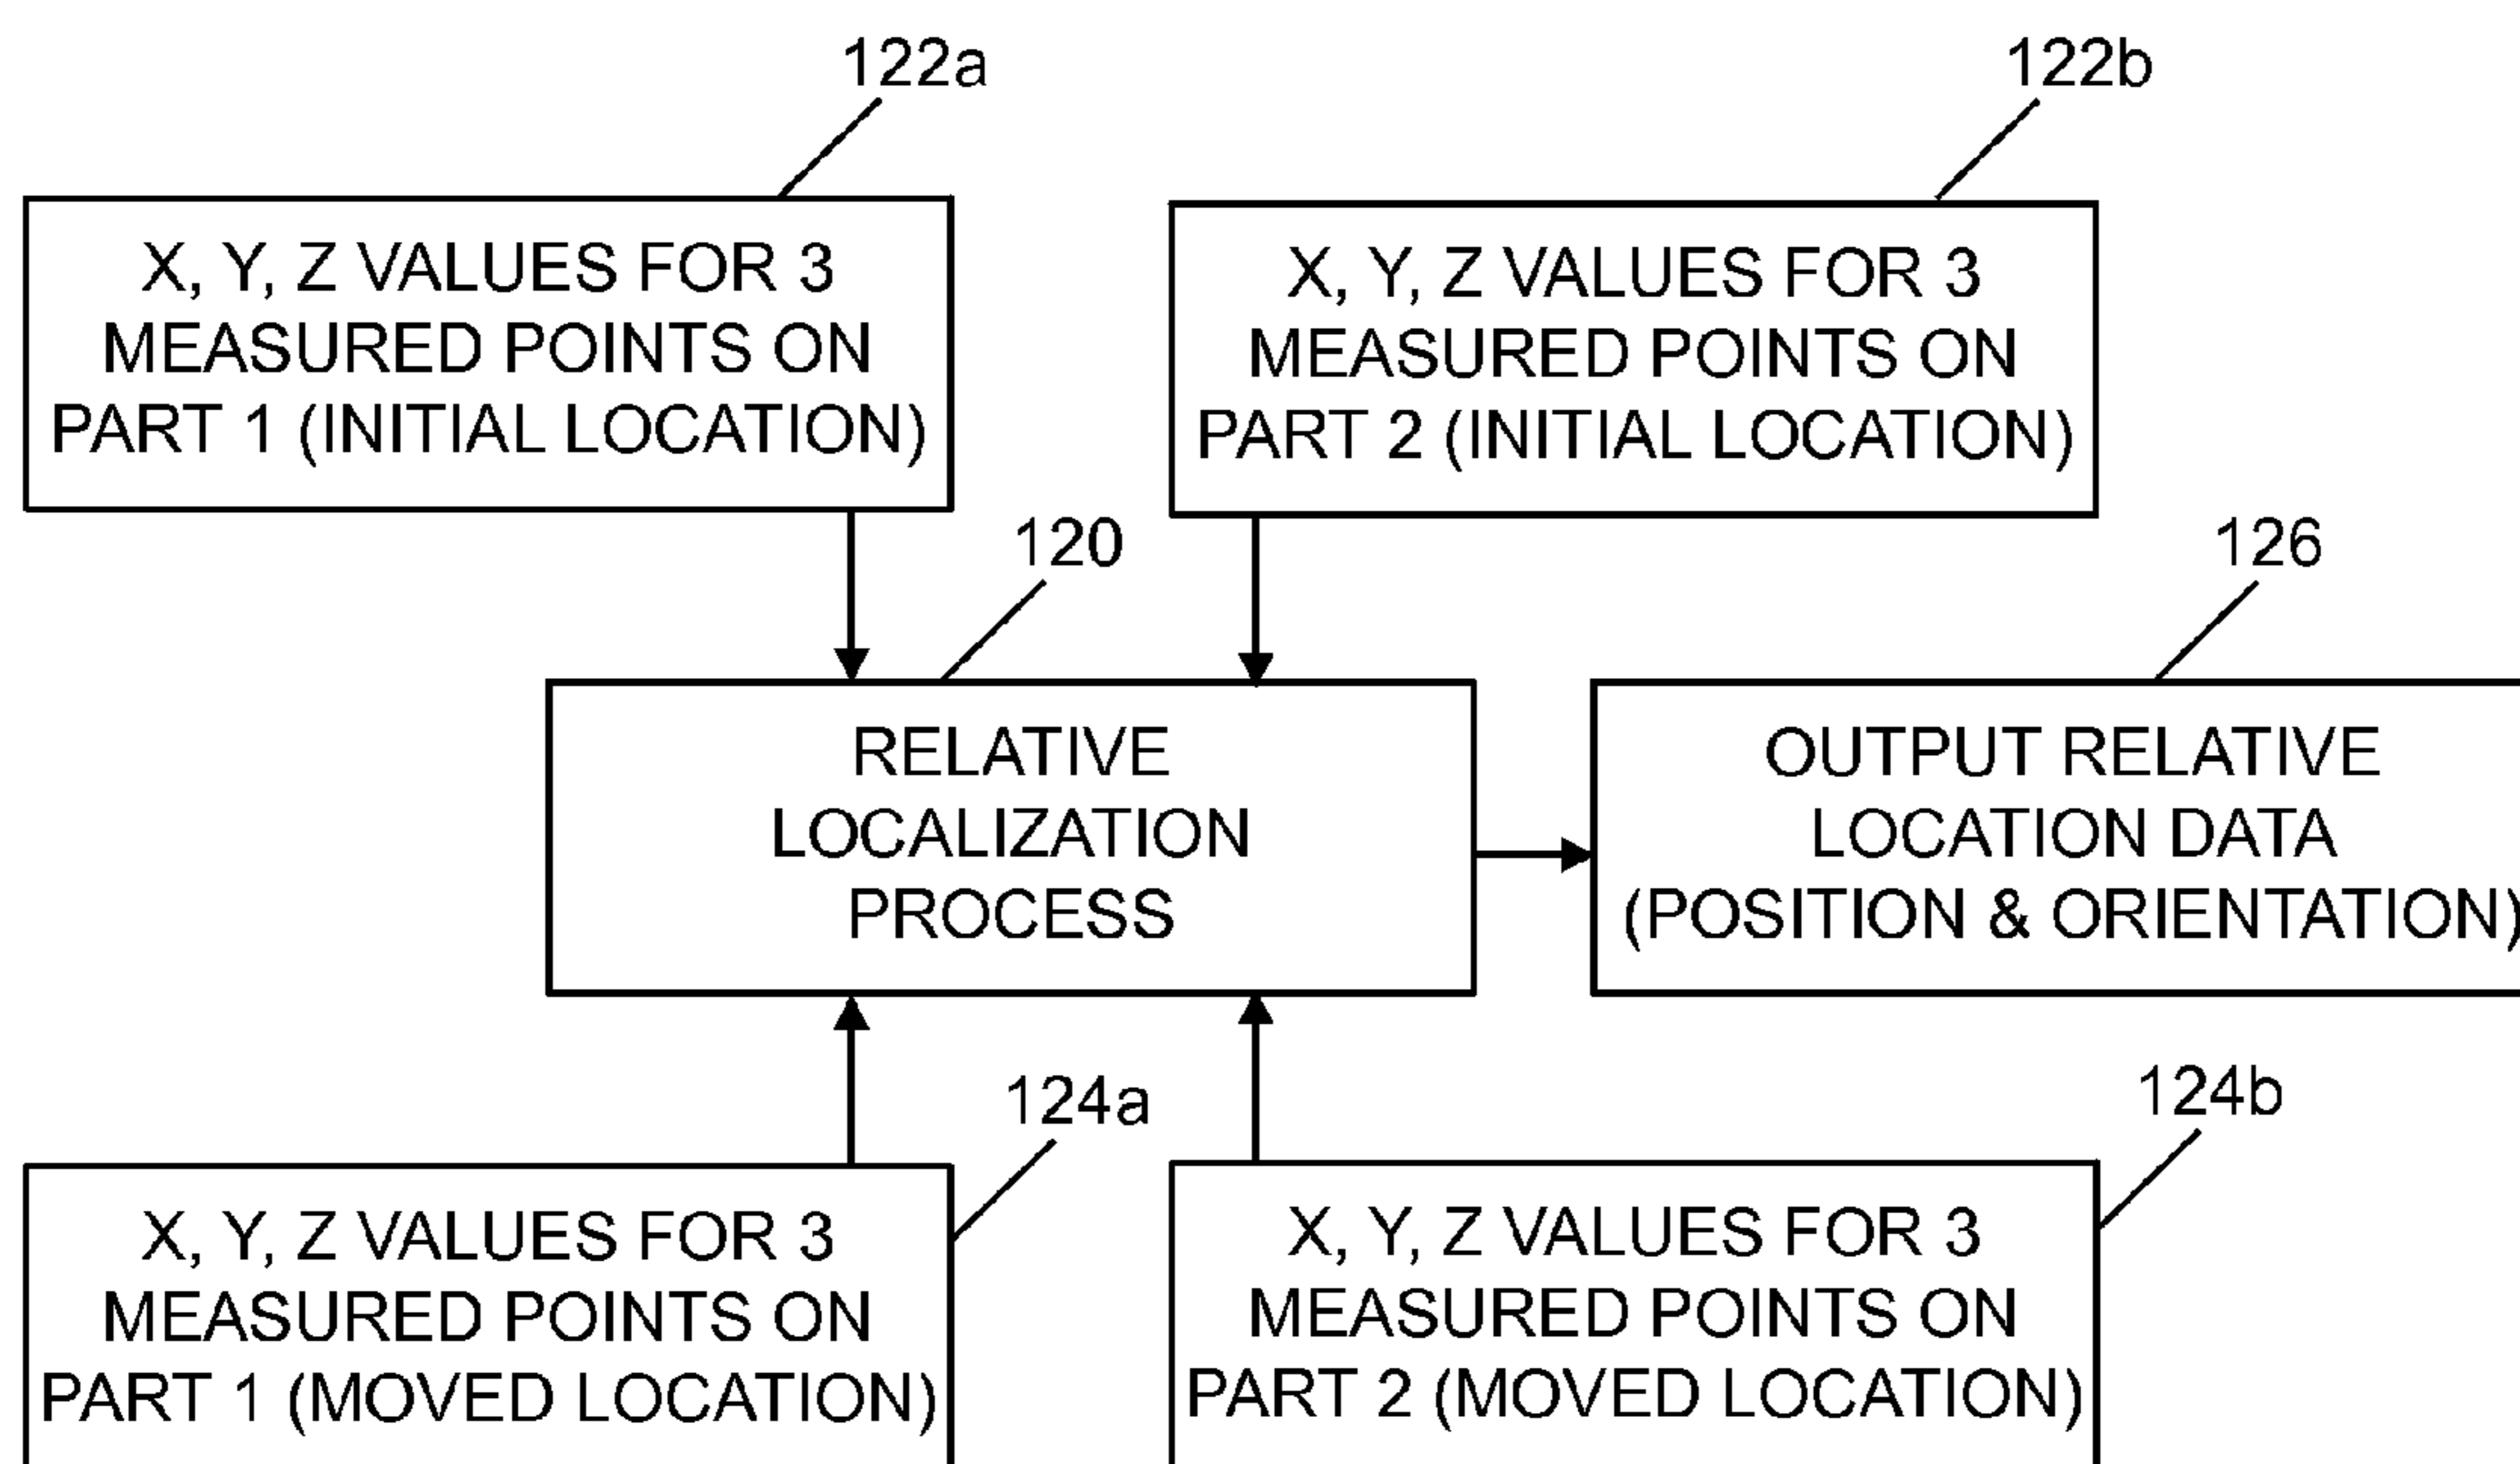 122a
122b
X, Y, Z VALUES FOR 3
MEASURED POINTS ON
PART 1 (INITIAL LOCATION)
X, Y, Z VALUES FOR 3
MEASURED POINTS ON
PART 2 (INITIAL LOCATION)
120
126
RELATIVE
LOCALIZATION
PROCESS
OUTPUT RELATIVE
LOCATION DATA
(POSITION & ORIENTATION)
124a
124b
X, Y, Z VALUES FOR 3
MEASURED POINTS ON
PART 1 (MOVED LOCATION)
X, Y, Z VALUES FOR 3
MEASURED POINTS ON
PART 2 (MOVED LOCATION)